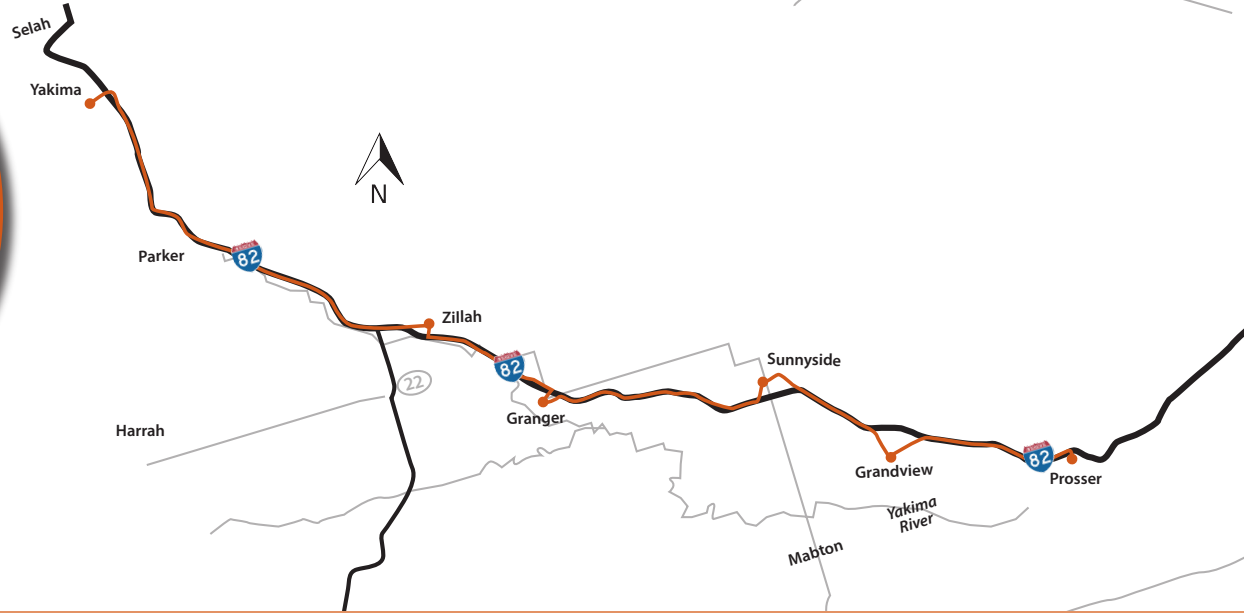 Selah
Yakima
N
Parker
82
Zillah
82
Sunnyside
22
Granger
Harrah
82
Grandview
Prosser
Yakima
River
Mabton